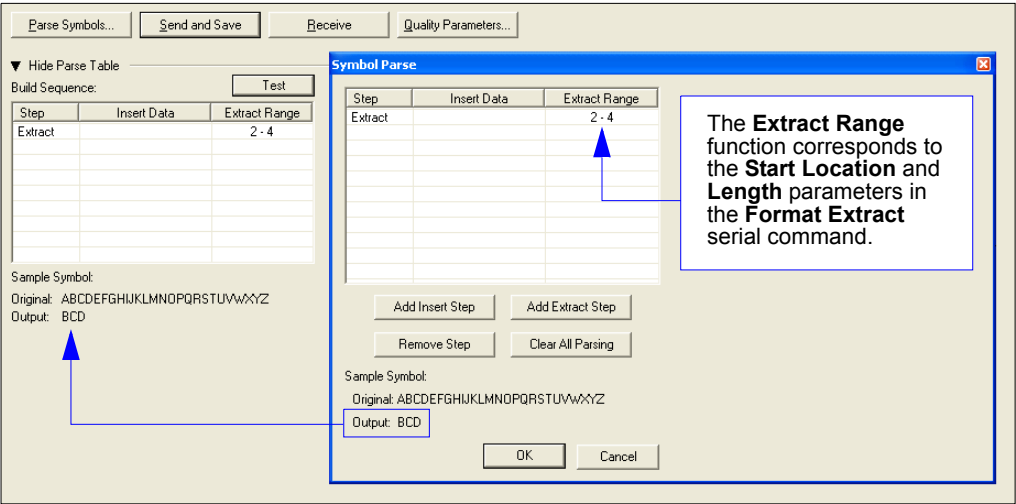 Parse Symbols... Send and Save Receive Quality Parameters...
▼ Hide Parse Table
Build Sequence: Test
Step Insert Data Extract Range
Extract 2 - 4
Sample Symbol:
Original: ABCDEFGHIJKLMNOPQRSTUVWXYZ
Output: BCD
Symbol Parse
Step Insert Data Extract Range
Extract 2 - 4
Add Insert Step Add Extract Step
Remove Step Clear All Parsing
Sample Symbol:
Original: ABCDEFGHIJKLMNOPQRSTUVWXYZ
Output: BCD
OK Cancel
The Extract Range
function corresponds to
the Start Location and
Length parameters in
the Format Extract
serial command.